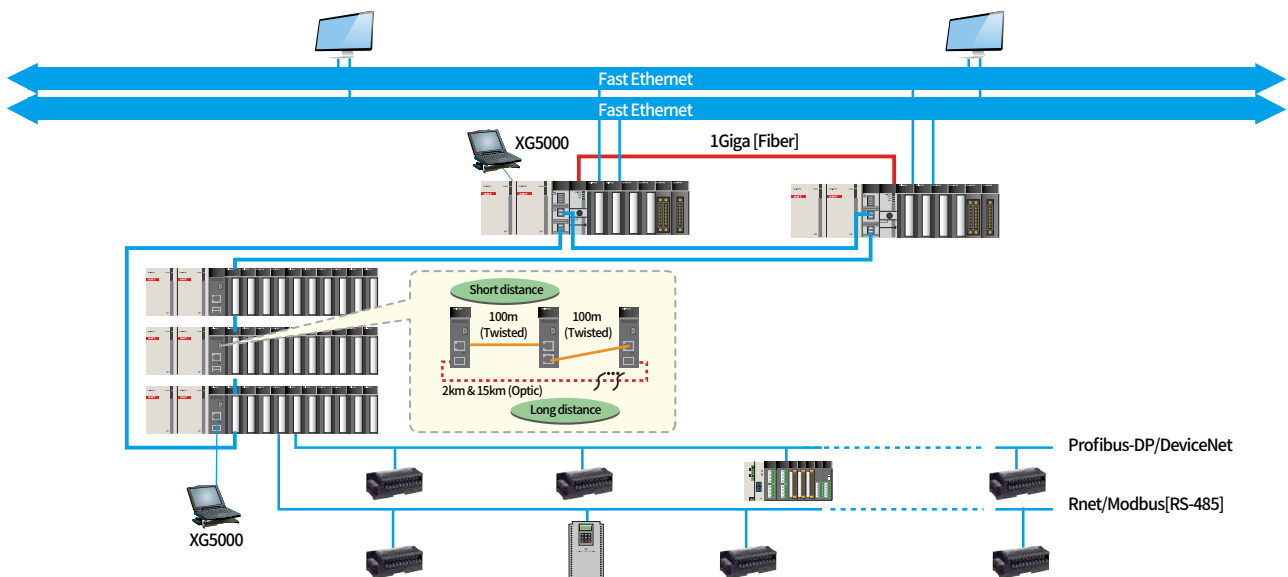 Fast Ethernet
Fast Ethernet
XG5000
1Giga [Fiber]
Short distance
100m
(Twisted)
100m
(Twisted)
2km & 15km (Optic)
Long distance
Profibus-DP/DeviceNet
Rnet/Modbus[RS-485]
XG5000